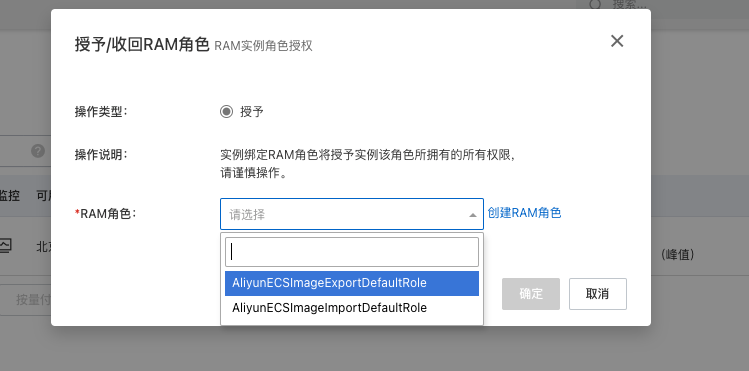 搜索...
授予/收回RAM角色 RAM实例角色授权
操作类型: 授予
操作说明: 实例绑定RAM角色将授予实例该角色所拥有的所有权限，
请谨慎操作。
监控
*RAM角色: 请选择 创建RAM角色
北京
(峰值)
AliyunECSImageExportDefaultRole
按量付
确定 取消
AliyunECSImageImportDefaultRole